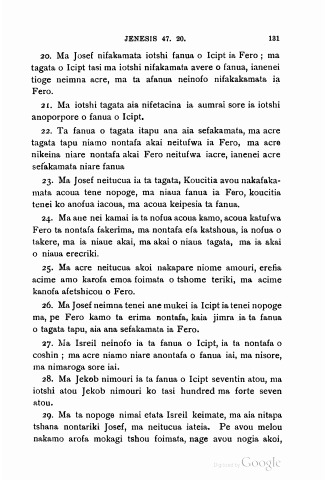 JENESIS 47. 20. 131
20. Ma Josef nifakamata iotshi fanua o Icipt ia Fero; ma
tagata o Icipt tasi ma iotshi nifakamata avere o fanua, ianenei
tioge neimna acre, ma ta afanua neinofo nifakakamata ia
Fero.
21. Ma iotshi tagata aia nifetacina ia aumrai sore ia iotshi
anoporpore o fanua o Icipt.
22. Ta fanua o tagata itapu ana aia sefakamata, ma acre
tagata tapu niamo nontafa akai neitufwa ia Fero, ma acre
nikeina niare nontafa akai Fero neitufwa iacre, ianenei acre
sefakamata niare fanua
23. Ma Josef neitucua ia ta tagata, Koucitia avou nakafaka-
mata acoua tene nopoge, ma niaua fanua ia Fero, koucitia
tenei ko anofua iacoua, ma acoua keipesia ta fanua.
24. Ma aue nei kamai ia ta nofua acoua kamo, acoua katufwa
Fero ta nontafa fakerima, ma nontafa efa katshoua, ia nofua o
takere, ma ia niaue akai, ma akai o niaua tagata, ma ia akai
o niaua erecriki.
25. Ma acre neitucua akoi nakapare niome amouri, erefia
acime amo karofa emoa foimata o tshome teriki, ma acime
kanofa afetshicou o Fero.
26. Ma Josef neimna tenei ane mukei ia Icipt ia tenei nopoge
ma, pe Fero kamo ta erima nontafa, kaia jimra ia ta fanua
o tagata tapu, aia ana sefakamata ia Fero.
27. Ma Isreil neinofo ia ta fanua o Icipt, ia ta nontafa o
coshin; ma acre niamo niare anontafa o fanua iai, ma nisore,
ma nimaroga sore iai.
28. Ma Jekob nimouri ia ta fanua o Icipt seventin atou, ma
iotshi atou Jekob nimouri ko tasi hundred ma forte seven
atou.
29. Ma ta nopoge nimai etata Isreil keimate, ma aia nitapa
tshana nontariki Josef, ma neitucua iateia. Pe avou melou
nakamo arofa mokagi tshou foimata, nage avou nogia akoi,
Digitized by Google